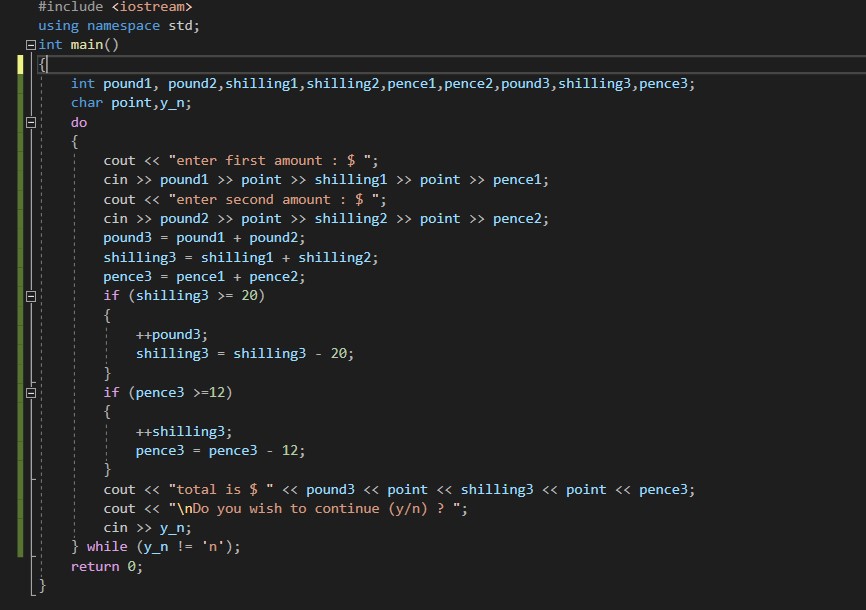 #include <iostream>
using namespace std;
int main()
{
    int pound1, pound2,shilling1,shilling2,pence1,pence2,pound3,shilling3,pence3;
    char point,y_n;
    do
    {
        cout << "enter first amount : $ ";
        cin >> pound1 >> point >> shilling1 >> point >> pence1;
        cout << "enter second amount : $ ";
        cin >> pound2 >> point >> shilling2 >> point >> pence2;
        pound3 = pound1 + pound2;
        shilling3 = shilling1 + shilling2;
        pence3 = pence1 + pence2;
        if (shilling3 >= 20)
        {
            ++pound3;
            shilling3 = shilling3 - 20;
        }
        if (pence3 >=12)
        {
            ++shilling3;
            pence3 = pence3 - 12;
        }
        cout << "total is $ " << pound3 << point << shilling3 << point << pence3;
        cout << "\nDo you wish to continue (y/n) ? ";
        cin >> y_n;
    } while (y_n != 'n');
    return 0;
}